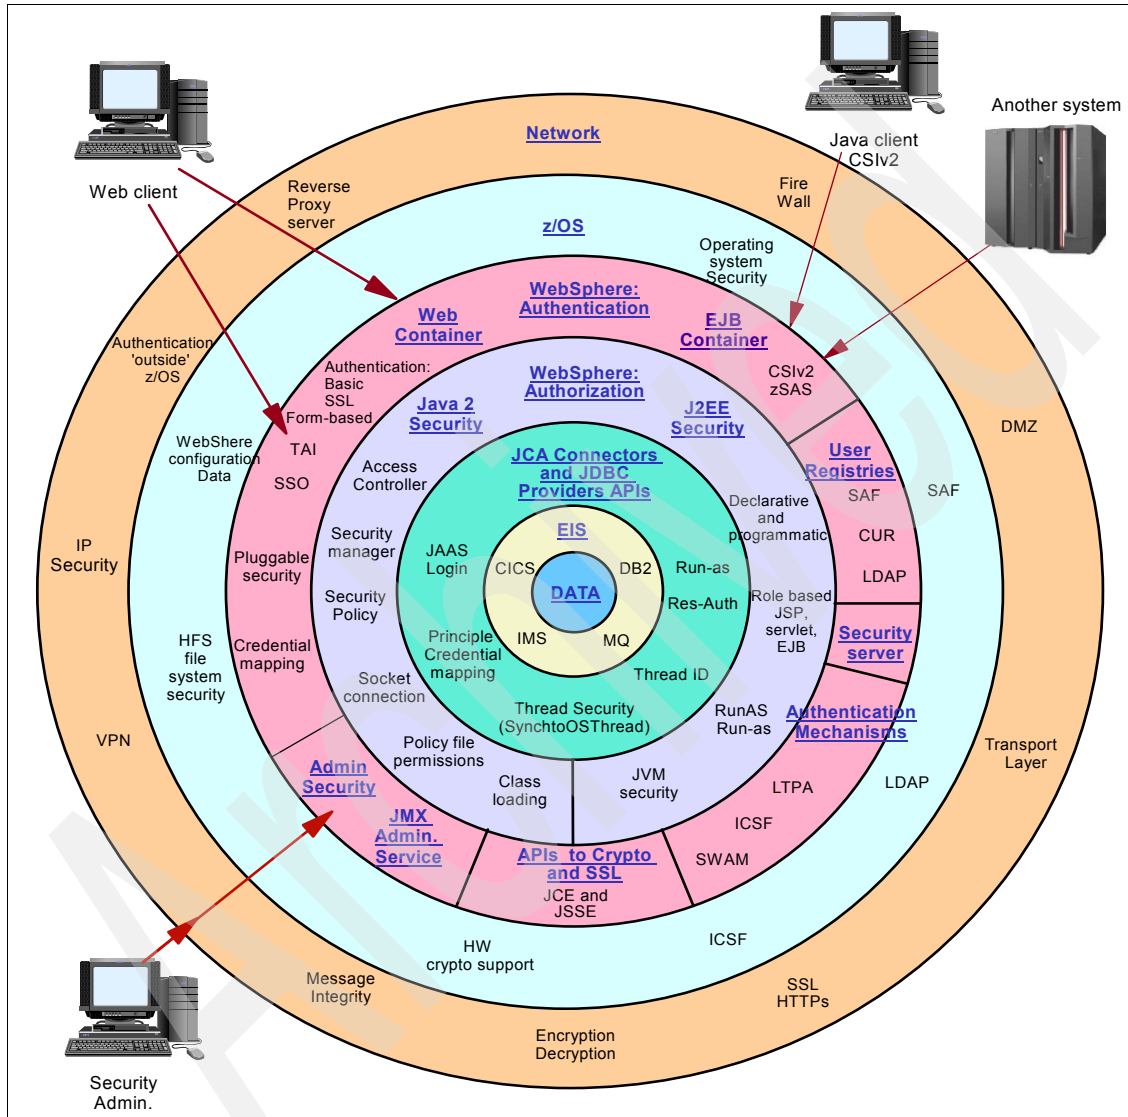 Another system
Java client
CSIv2
Web client
Network
Reverse
Proxy
server
Fire
Wall
z/OS
Operating
system
Security
WebSphere:
Authentication
Web
Container
EJB
Container
Authentication
'outside'
z/OS
Authentication:
Basic
SSL
Form-based
CSIv2
zSAS
WebSphere:
Authorization
Java 2
Security
J2EE
Security
DMZ
WebShere
configuration
Data
TAI
SSO
User
Registries
SAF
CUR
LDAP
SAF
Access
Controller
JCA Connectors
and JDBC
Providers APIs
Declarative
and
programmatic
EIS
Security
manager
JAAS
Login
CICS
DB2
Run-as
Res-Auth
DATA
IP
Security
Pluggable
security
Security
Policy
Role based
JSP,
servlet,
EJB
IMS
MQ
Principle
Credential
mapping
Credential
mapping
HFS
file
system
security
Security
server
Thread ID
Socket
connection
Thread Security
(SynchtoOSThread)
RunAS
Run-as
Authentication
Mechanisms
VPN
Policy file
permissions
Transport
Layer
Admin
Security
Class
loading
JVM
security
LTPA
LDAP
JMX
Admin.
Service
ICSF
SWAM
APIs to Crypto
and SSL
JCE and
JSSE
HW
crypto support
ICSF
Message
Integrity
SSL
HTTPs
Encryption
Decryption
Security
Admin.
Archived